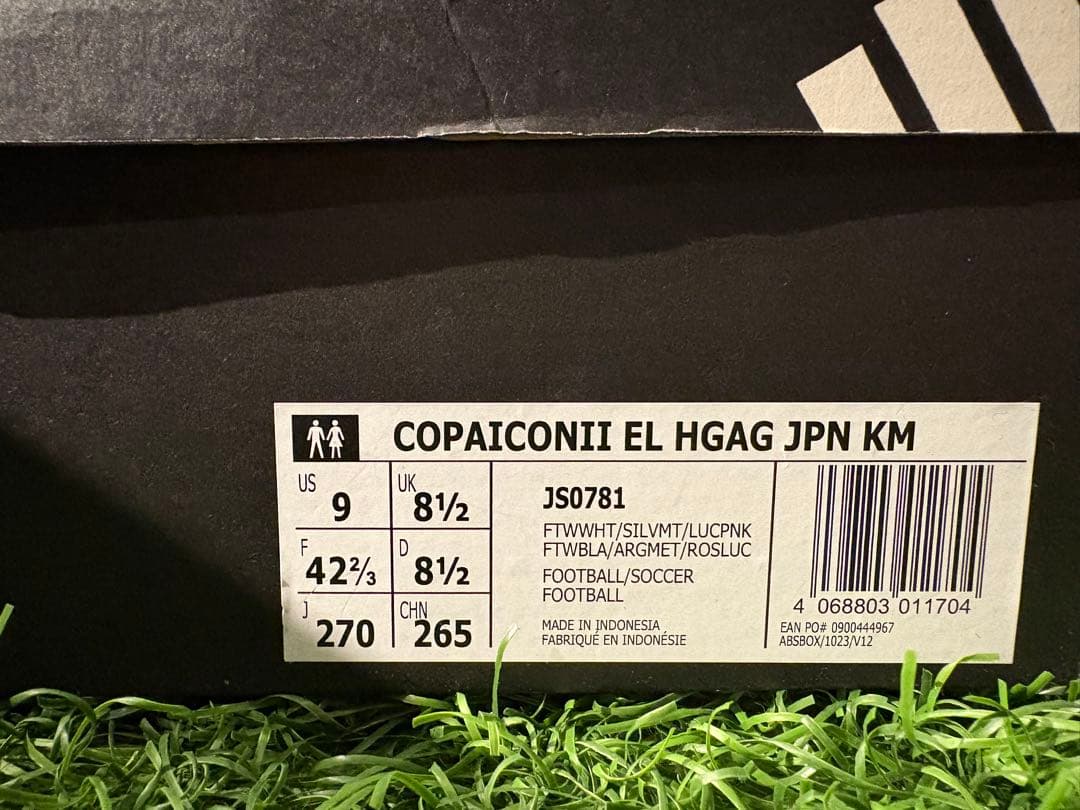 COPAICONII EL HGAG JPN KM
US 9
UK 8½
F 42⅔
D 8½
J 270
CHN 265
JS0781
FTWWHT/SILVMT/LUCPNK
FTWBLA/ARGMET/ROSLUC
FOOTBALL/SOCCER
FOOTBALL
MADE IN INDONESIA
FABRIQUÉ EN INDONÉSIE
4 068803 011704
EAN PO# 0900444967
ABSBOX/1023/V12